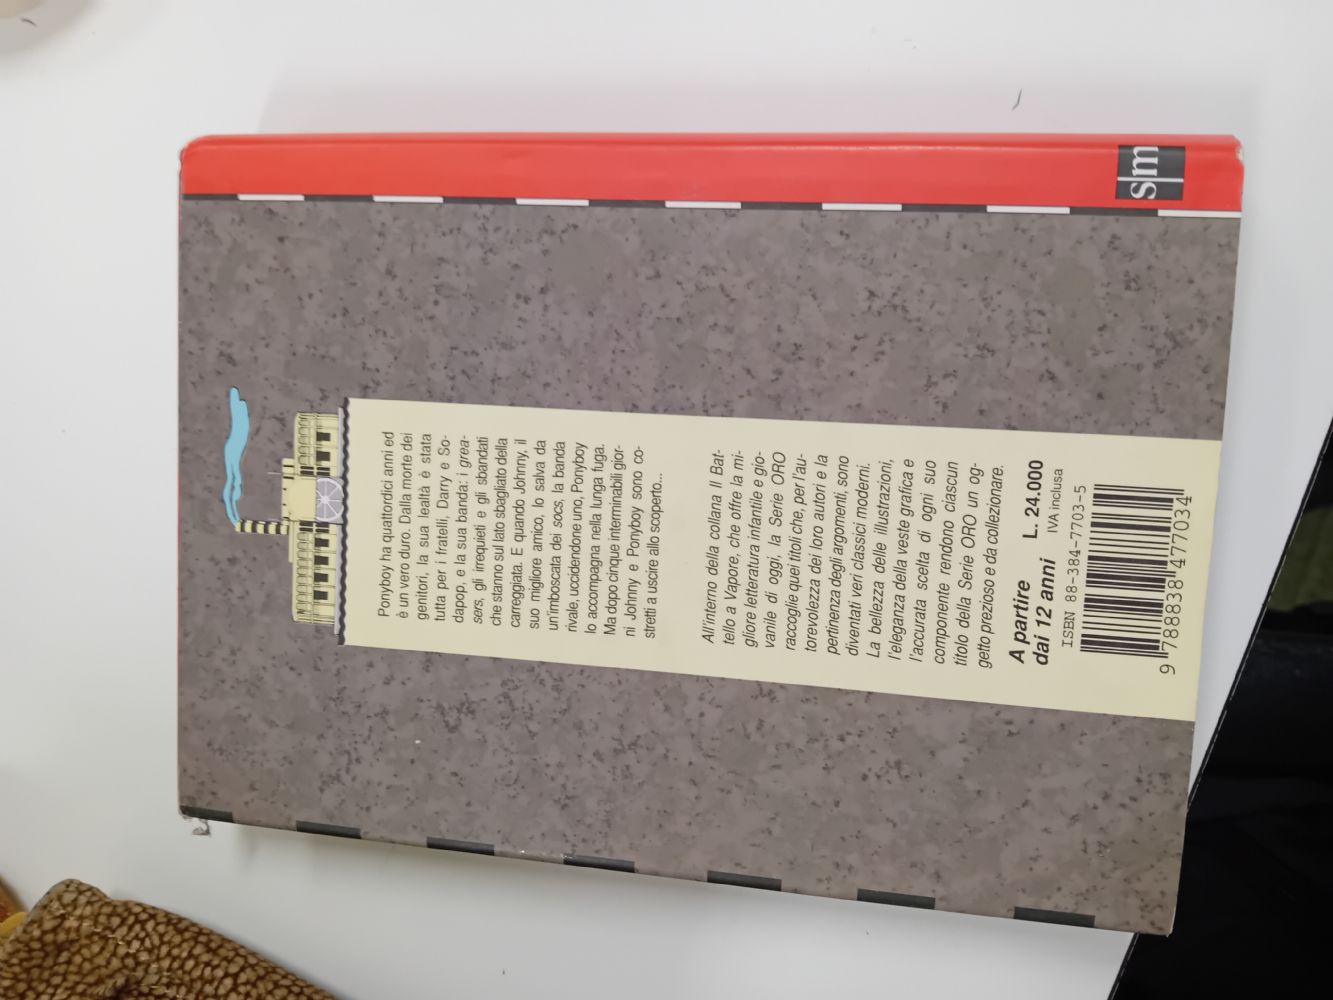 Ponyboy ha quattordici anni ed
è un vero duro. Dalla morte dei
genitori, la sua lealtà è stata
tutta per i fratelli, Darry e So-
dapop, e la sua banda: i grea-
sers, gli irrequieti e gli sbandati
che stanno sul lato sbagliato della
carreggiata. E quando Johnny, il
suo migliore amico, lo salva da
un'imboscata dei socs, la banda
rivale, uccidendone uno, Ponyboy
lo accompagna nella lunga fuga.
Ma dopo cinque interminabili gior-
ni Johnny e Ponyboy sono co-
stretti a uscire allo scoperto...
All'interno della collana Il Bat-
tello a Vapore, che offre la mi-
gliore letteratura infantile e gio-
vanile di oggi, la Serie ORO
raccoglie quei titoli che, per l'au-
torevolezza dei loro autori e la
pertinenza degli argomenti, sono
diventati veri classici moderni.
La bellezza delle illustrazioni,
l'eleganza della veste grafica e
l'accurata scelta di ogni suo
componente rendono ciascun
titolo della Serie ORO un og-
getto prezioso e da collezionare.
A partire
dai 12 anni L. 24.000
IVA inclusa
ISBN 88-384-7703-5
9 788838 477034
sm